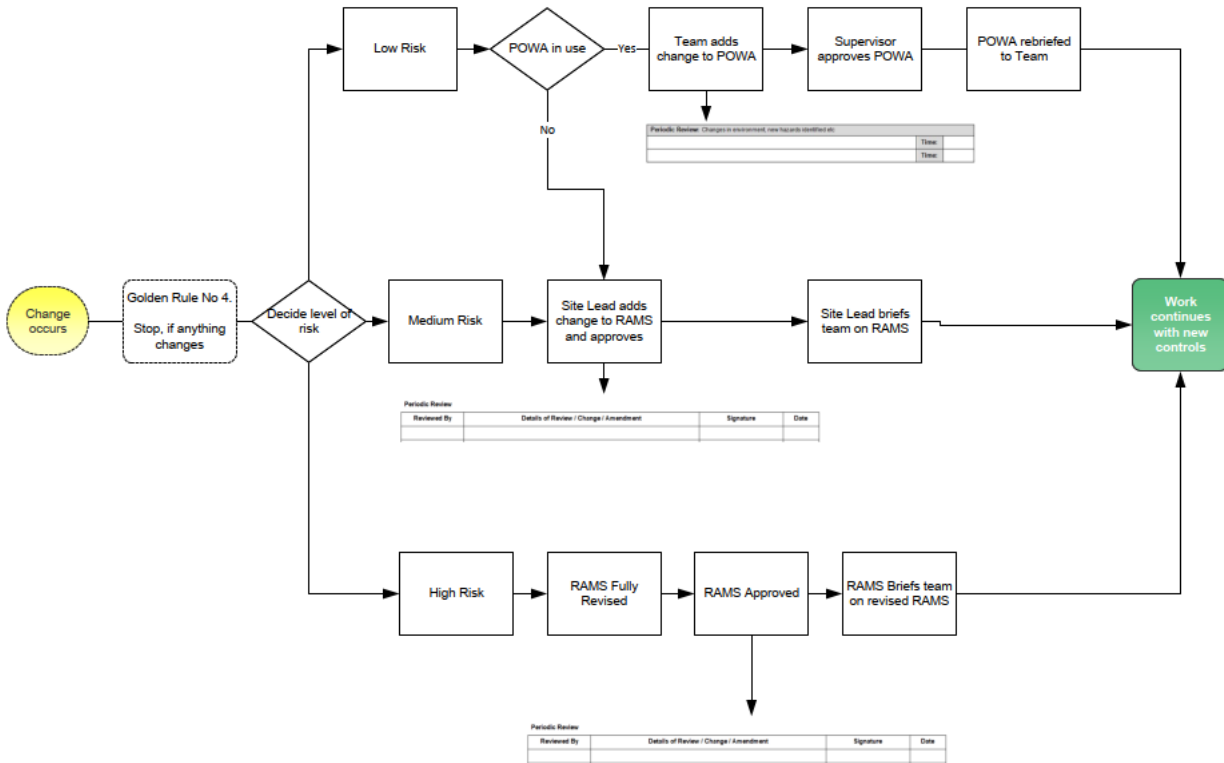 Low Risk
POWA in use
Yes
Team adds
change to POWA
Supervisor
approves POWA
POWA rebriefed
to Team
No
Periodic Review: Changes in environment, new hazards identified etc
Time:
Time:
Change
occurs
Golden Rule No 4.
Stop, if anything
changes
Decide level of
risk
Medium Risk
Site Lead adds
change to RAMS
and approves
Site Lead briefs
team on RAMS
Work
continues
with new
controls
Periodic Review
Reviewed By Details of Review / Change / Amendment Signature Date
High Risk
RAMS Fully
Revised
RAMS Approved
RAMS Briefs team
on revised RAMS
Periodic Review
Reviewed By Details of Review / Change / Amendment Signature Date